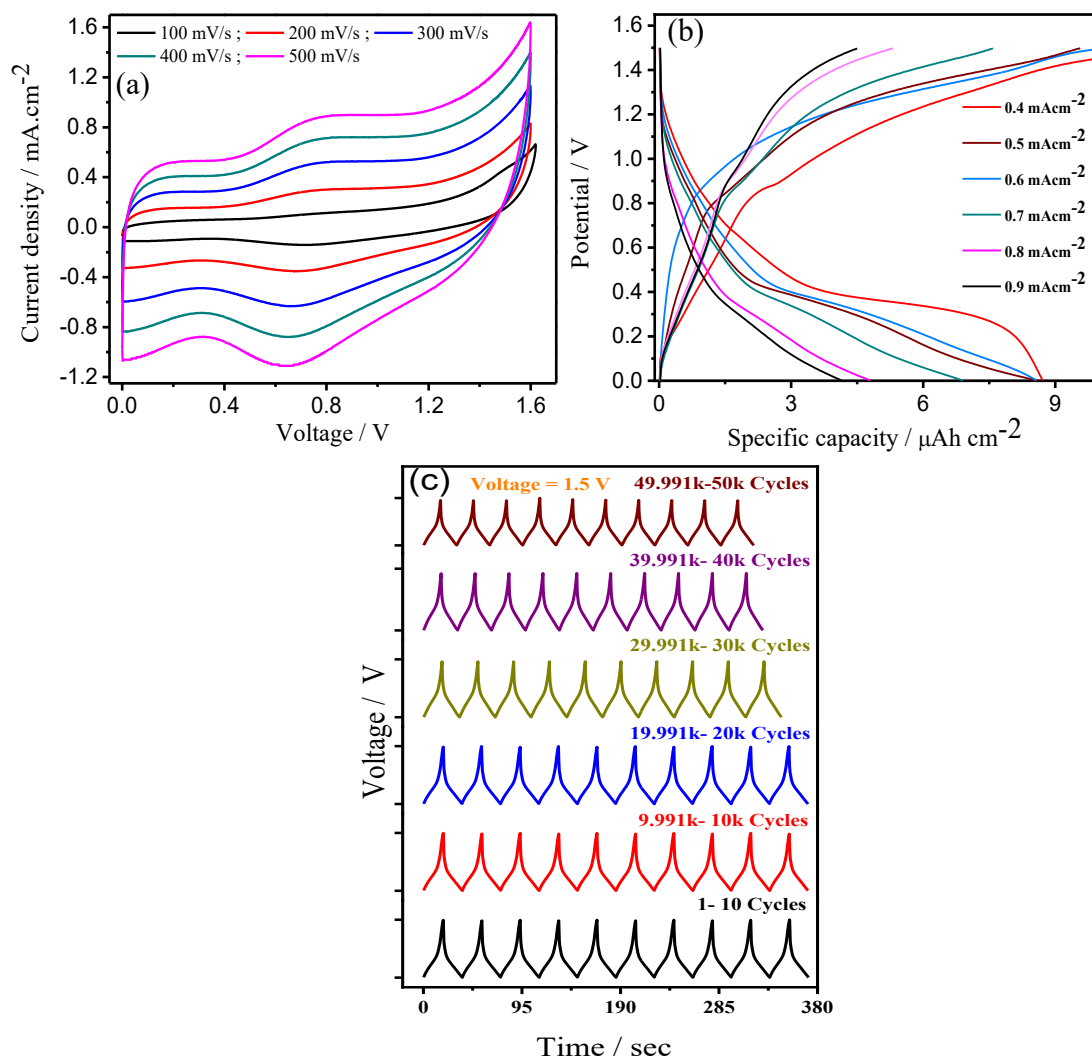 100 mV/s ; 200 mV/s ; 300 mV/s
400 mV/s ; 500 mV/s
(a)
1.6
1.2
0.8
0.4
0.0
-0.4
-0.8
-1.2
Current density / mA.cm-2
0.0 0.4 0.8 1.2 1.6
Voltage / V
(b)
1.6
1.4
1.2
1.0
0.8
0.6
0.4
0.2
0.0
Potential / V
0.4 mAcm-2
0.5 mAcm-2
0.6 mAcm-2
0.7 mAcm-2
0.8 mAcm-2
0.9 mAcm-2
0 3 6 9
Specific capacity / μAh cm-2
(c)
Voltage = 1.5 V
49.991k-50k Cycles
39.991k- 40k Cycles
29.991k- 30k Cycles
19.991k- 20k Cycles
9.991k- 10k Cycles
1- 10 Cycles
Voltage / V
0 95 190 285 380
Time / sec